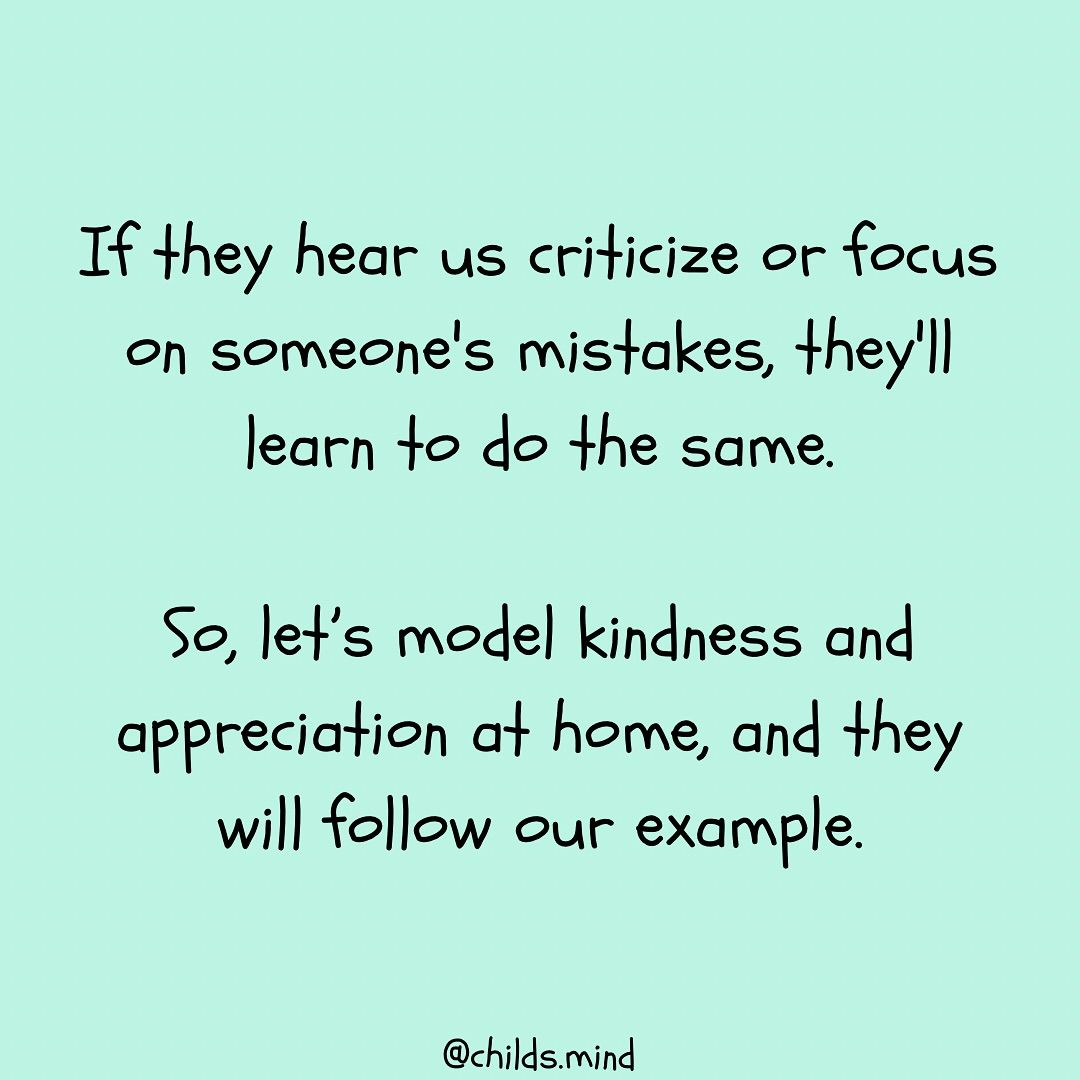 If they hear us criticize or focus
on someone's mistakes, they'll
learn to do the same.
So, let’s model kindness and
appreciation at home, and they
will follow our example.
@childs.mind